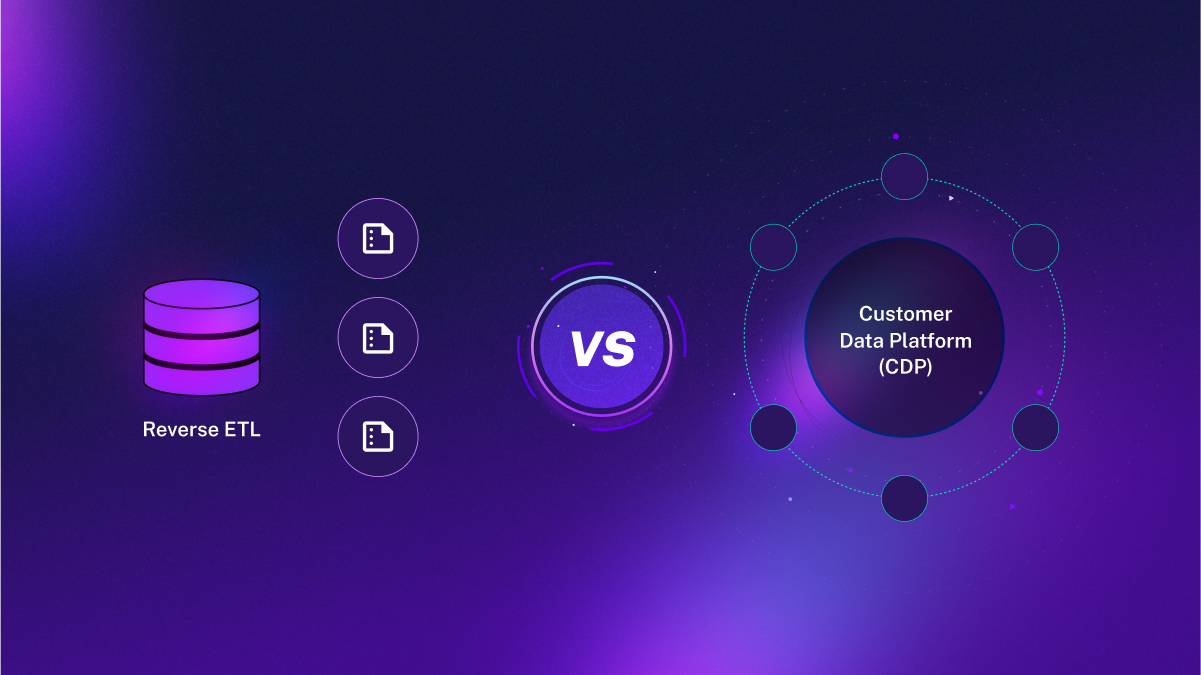 Reverse ETL
VS
Customer
Data Platform
(CDP)